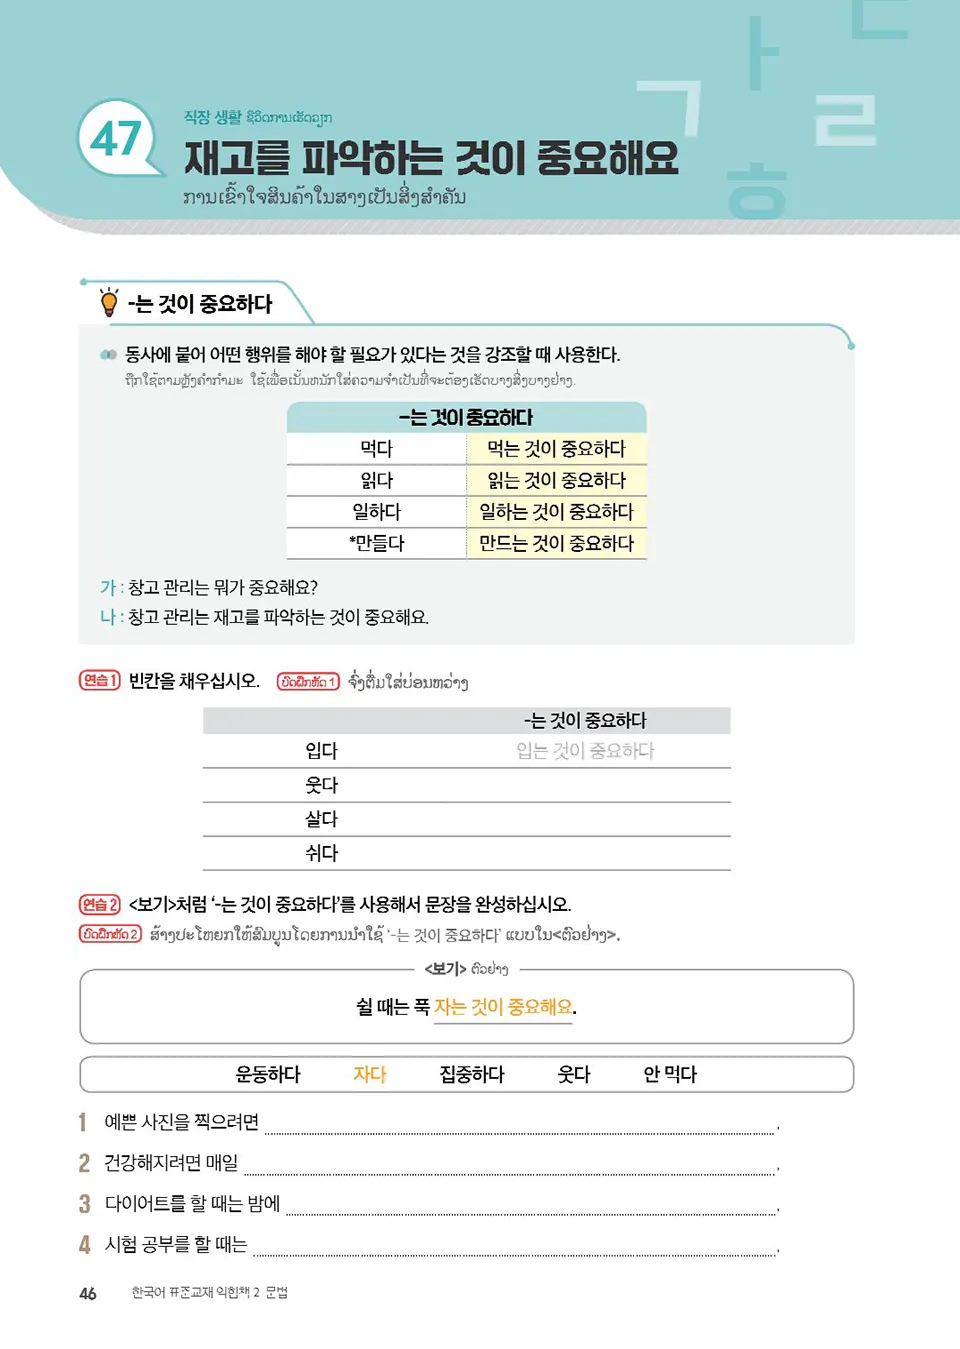 47
직장 생활 ຊີວິດການເຮັດວຽກ
재고를 파악하는 것이 중요해요
ການເຂົ້າໃຈສິນຄ້າໃນສາງເປັນສິ່ງສຳຄັນ
-는 것이 중요하다
동사에 붙어 어떤 행위를 해야 할 필요가 있다는 것을 강조할 때 사용한다.
ຖືກໃຊ້ຕາມຫຼັງຄຳກຳມະ ໃຊ້ເພື່ອເນັ້ນຫນັກໃສ່ຄວາມຈຳເປັນທີ່ຈະຕ້ອງເຮັດບາງສິ່ງບາງຢ່າງ.
-는 것이 중요하다
먹다 먹는 것이 중요하다
읽다 읽는 것이 중요하다
일하다 일하는 것이 중요하다
*만들다 만드는 것이 중요하다
가 : 창고 관리는 뭐가 중요해요?
나 : 창고 관리는 재고를 파악하는 것이 중요해요.
연습 1 빈칸을 채우십시오. ບົດຝຶກຫັດ 1 ຈົ່ງຕື່ມໃສ່ບ່ອນຫວ່າງ
-는 것이 중요하다
입다 입는 것이 중요하다
웃다
살다
쉬다
연습 2 <보기>처럼 ‘-는 것이 중요하다’를 사용해서 문장을 완성하십시오.
ບົດຝຶກຫັດ 2 ສ້າງປະໂຫຍກໃຫ້ສົມບູນໂດຍການນຳໃຊ້ ‘-는 것이 중요하다’ ແບບໃນ<ຕົວຢ່າງ>.
<보기> ຕົວຢ່າງ
쉴 때는 푹 자는 것이 중요해요.
운동하다 자다 집중하다 웃다 안 먹다
1 예쁜 사진을 찍으려면 .
2 건강해지려면 매일 .
3 다이어트를 할 때는 밤에 .
4 시험 공부를 할 때는 .
46 한국어 표준교재 익힘책 2 문법